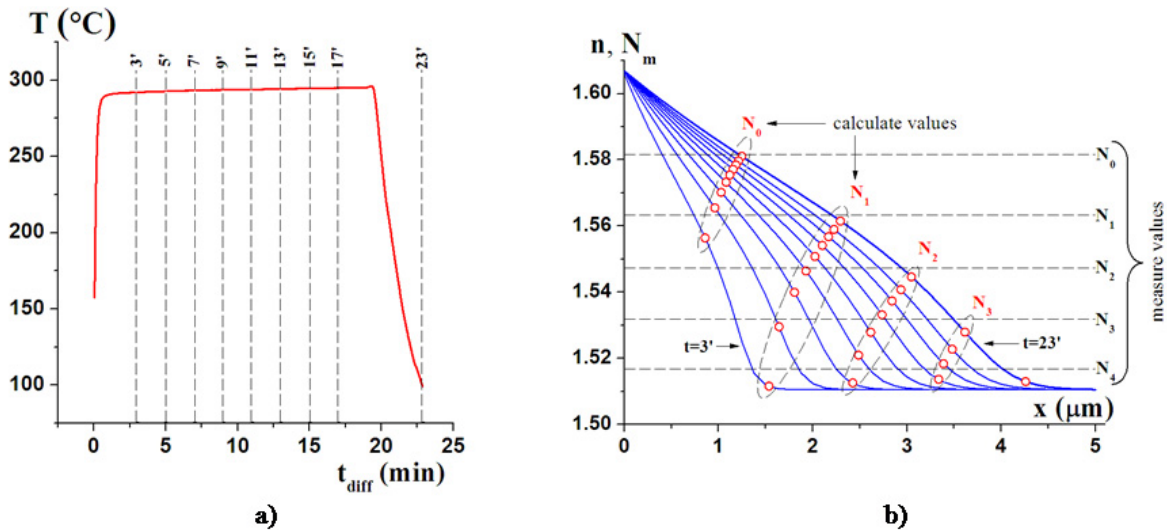 T (°C)
3'
5'
7'
9'
11'
13'
15'
17'
23'
300
250
200
150
100
0
5
10
15
20
25
t_diff (min)
a)
n, N_m
1.60
1.58
1.56
1.54
1.52
1.50
N_0
calculate values
N_0
N_1
N_1
N_2
N_2
N_3
N_3
t=3'
t=23'
N_4
measure values
x (μm)
0
1
2
3
4
5
b)